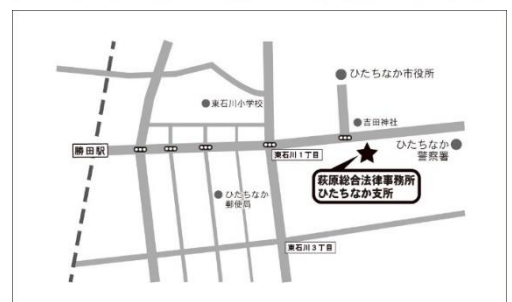 ひたちなか市役所
東石川小学校
吉田神社
勝田駅
東石川1丁目
ひたちなか
警察署
萩原総合法律事務所
ひたちなか支所
ひたちなか
郵便局
東石川3丁目